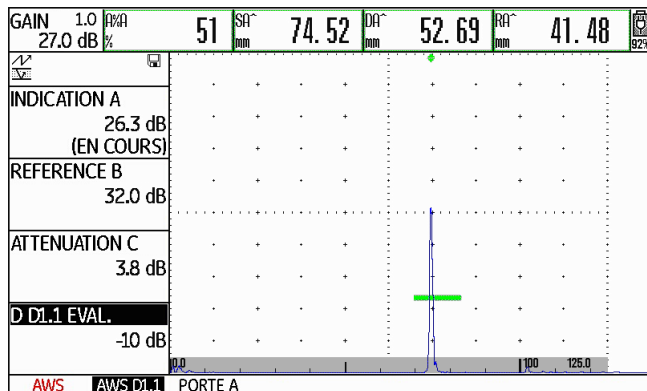 GAIN 1.0
27.0 dB
A%A % 51
SA^ mm 74.52
DA^ mm 52.69
RA^ mm 41.48
92%
INDICATION A
26.3 dB
(EN COURS)
REFERENCE B
32.0 dB
ATTENUATION C
3.8 dB
D D1.1 EVAL.
-10 dB
0.0 100 125.0
AWS AWS D1.1 PORTE A